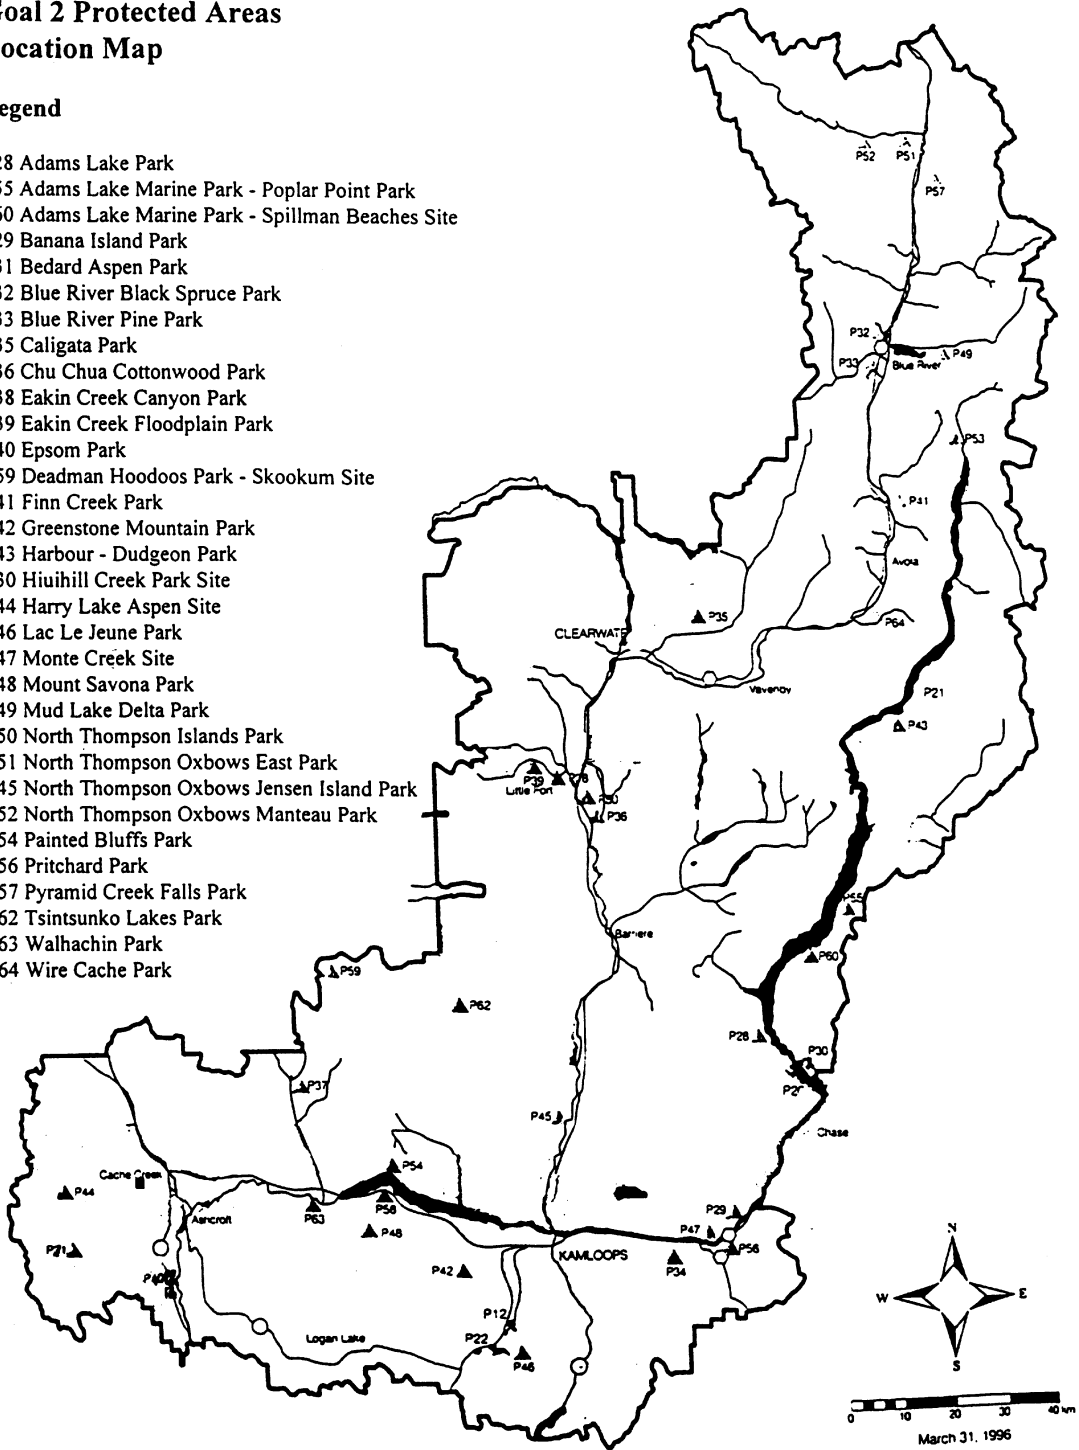 oal 2 Protected Areas
ocation Map
egend
28 Adams Lake Park
55 Adams Lake Marine Park - Poplar Point Park
60 Adams Lake Marine Park - Spillman Beaches Site
29 Banana Island Park
31 Bedard Aspen Park
32 Blue River Black Spruce Park
33 Blue River Pine Park
35 Caligata Park
36 Chu Chua Cottonwood Park
38 Eakin Creek Canyon Park
39 Eakin Creek Floodplain Park
40 Epsom Park
59 Deadman Hoodoos Park - Skookum Site
41 Finn Creek Park
42 Greenstone Mountain Park
43 Harbour - Dudgeon Park
30 Hiuihill Creek Park Site
44 Harry Lake Aspen Site
46 Lac Le Jeune Park
47 Monte Creek Site
48 Mount Savona Park
49 Mud Lake Delta Park
50 North Thompson Islands Park
51 North Thompson Oxbows East Park
45 North Thompson Oxbows Jensen Island Park
52 North Thompson Oxbows Manteau Park
54 Painted Bluffs Park
56 Pritchard Park
57 Pyramid Creek Falls Park
62 Tsintsunko Lakes Park
63 Walhachin Park
64 Wire Cache Park
P52
P51
P57
P32
P33
Blue River
P49
P53
P41
Avola
P35
P64
CLEARWATE
Vavenby
P21
P43
P39
Little Fort
P36
Barriere
P55
P60
P59
P62
P28
P30
P37
P45
Chase
Cache Creek
P54
P44
Ashcroft
P63
P58
P48
P29
P47
P56
KAMLOOPS
P34
P42
P12
Logan Lake
P22
P46
N
W
E
S
0
10
20
30
40 km
March 31, 1996